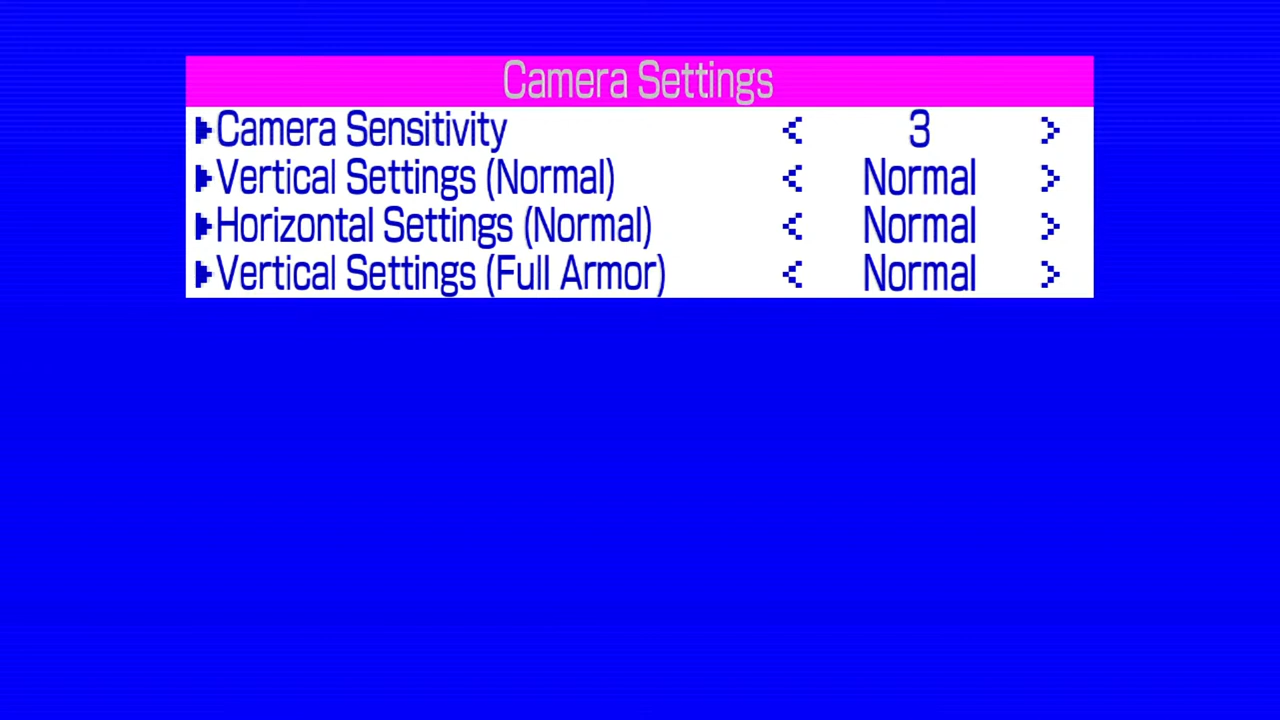 Camera Settings
Camera Sensitivity < 3 >
Vertical Settings (Normal) < Normal >
Horizontal Settings (Normal) < Normal >
Vertical Settings (Full Armor) < Normal >